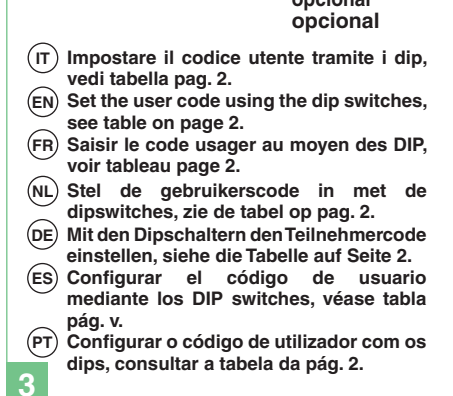 opcional
opcional
IT Impostare il codice utente tramite i dip,
vedi tabella pag. 2.
EN Set the user code using the dip switches,
see table on page 2.
FR Saisir le code usager au moyen des DIP,
voir tableau page 2.
NL Stel de gebruikerscode in met de
dipswitches, zie de tabel op pag. 2.
DE Mit den Dipschaltern den Teilnehmercode
einstellen, siehe die Tabelle auf Seite 2.
ES Configurar el código de usuario
mediante los DIP switches, véase tabla
pág. v.
PT Configurar o código de utilizador com os
dips, consultar a tabela da pág. 2.
3